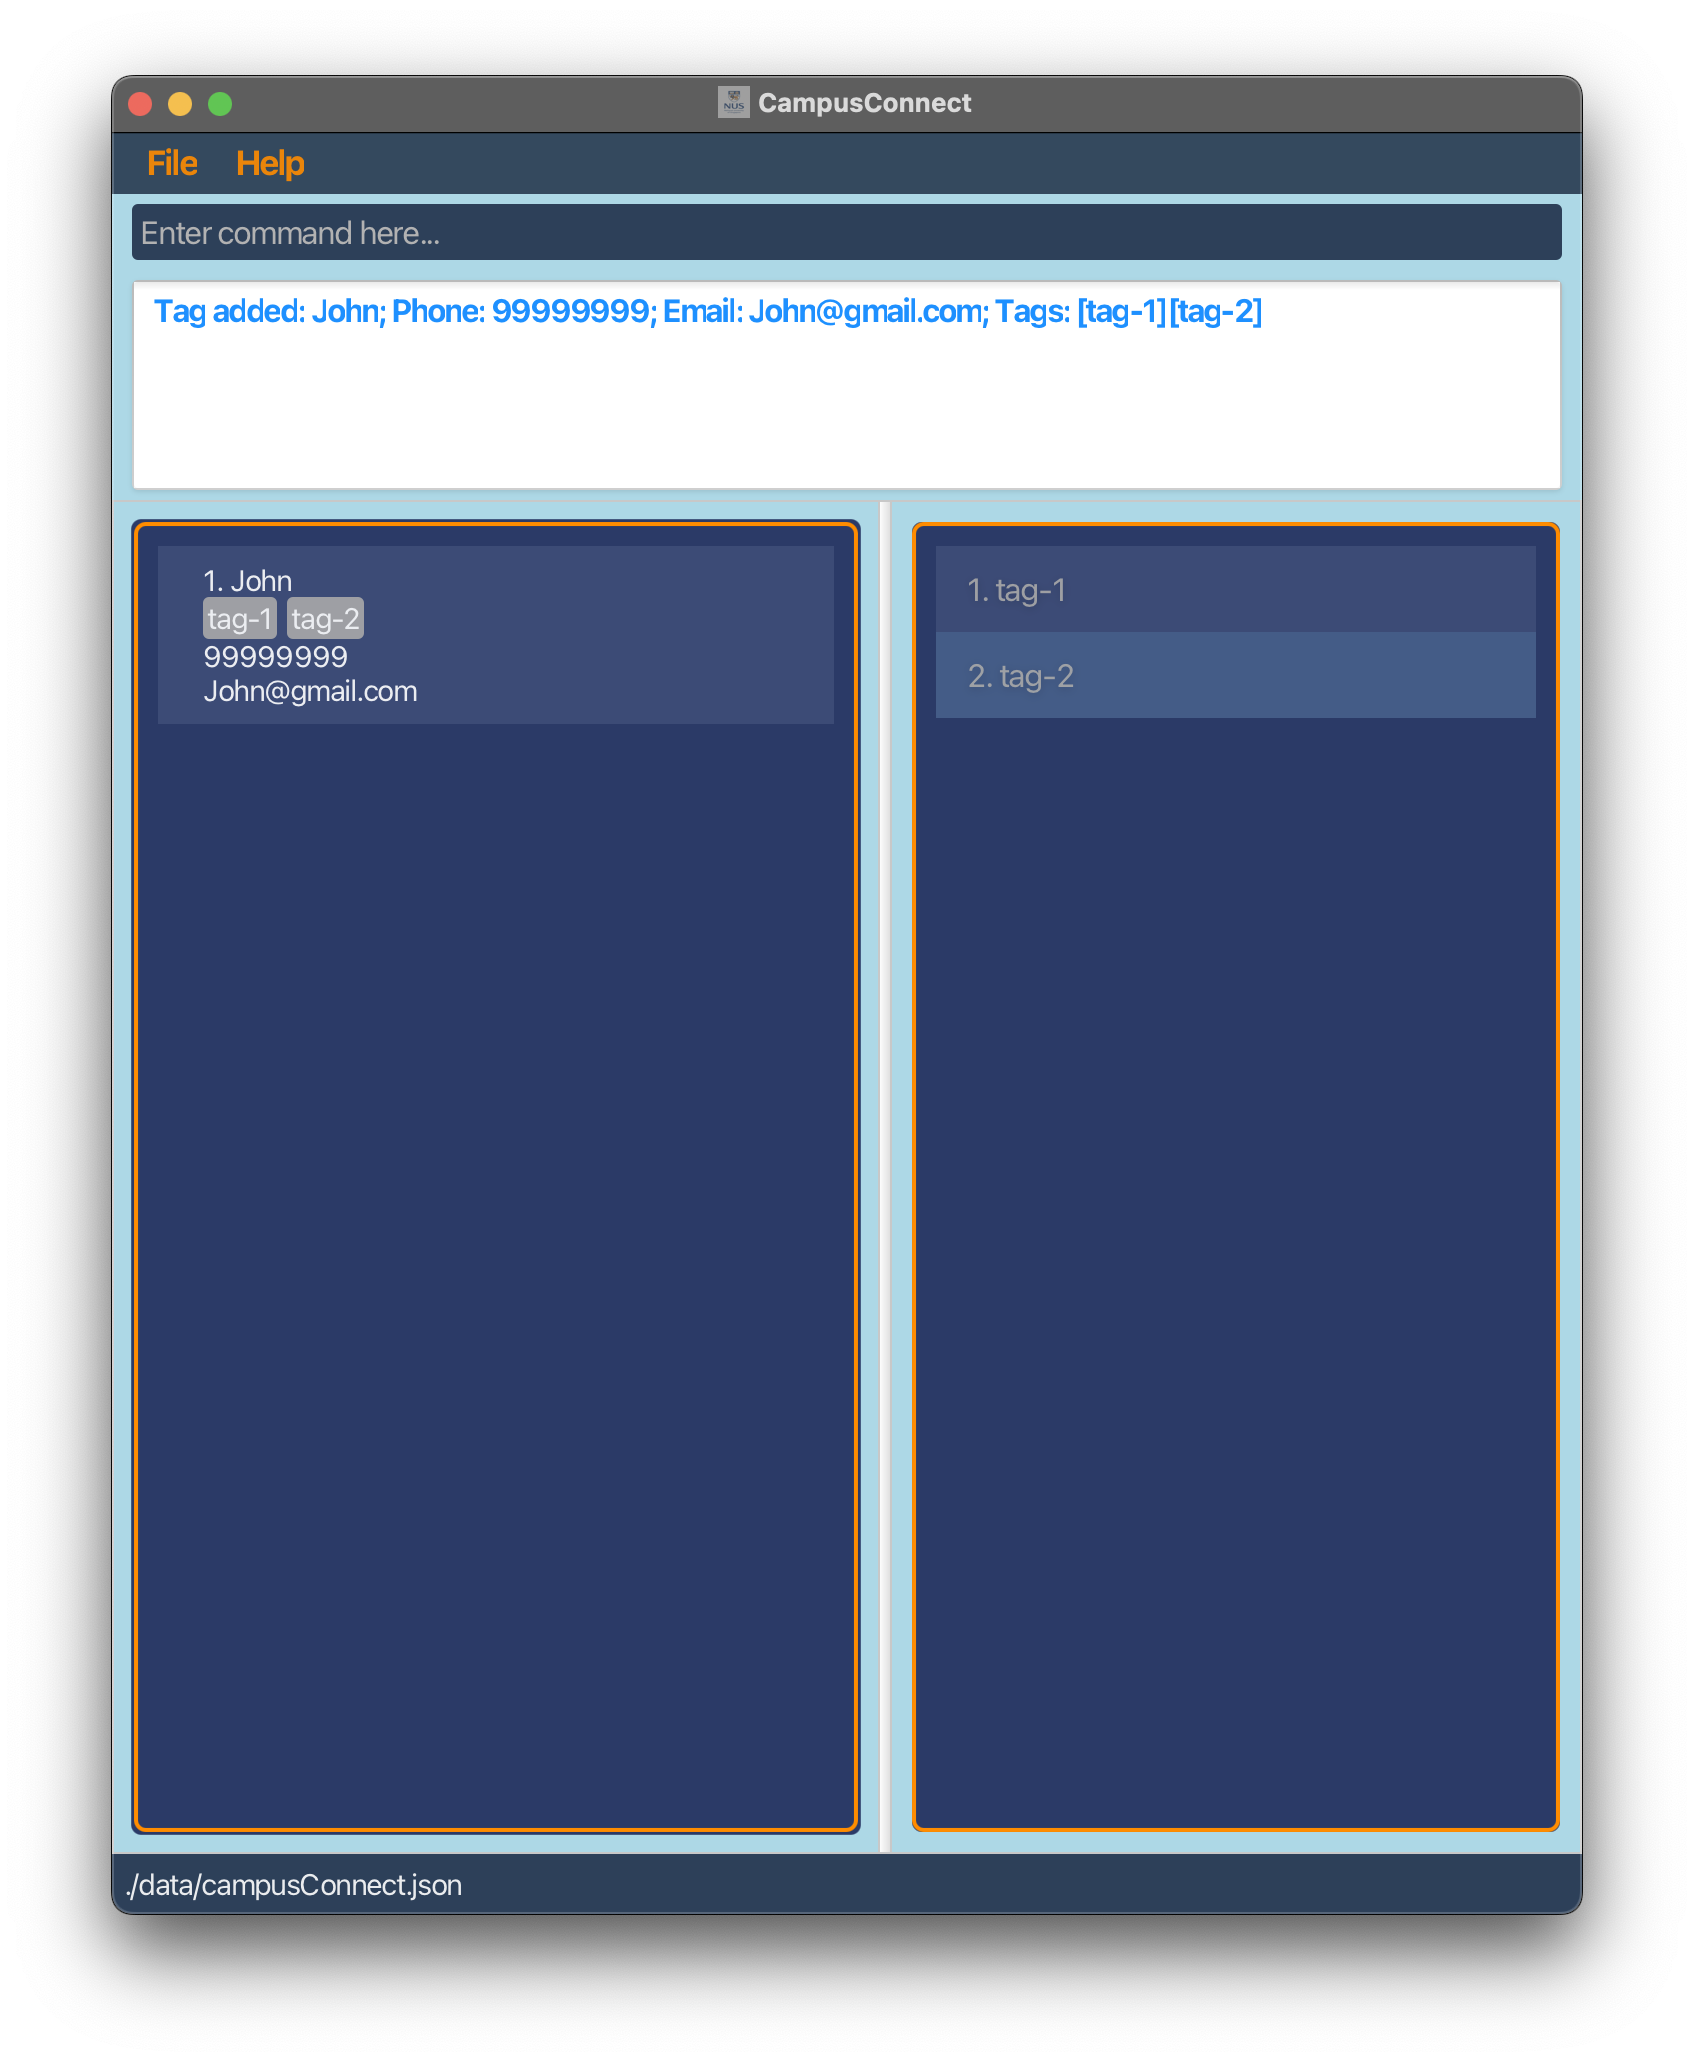 NUS
CampusConnect
File Help
Enter command here...
Tag added: John; Phone: 99999999; Email: John@gmail.com; Tags: [tag-1][tag-2]
1. John
tag-1 tag-2
99999999
John@gmail.com
1. tag-1
2. tag-2
./data/campusConnect.json